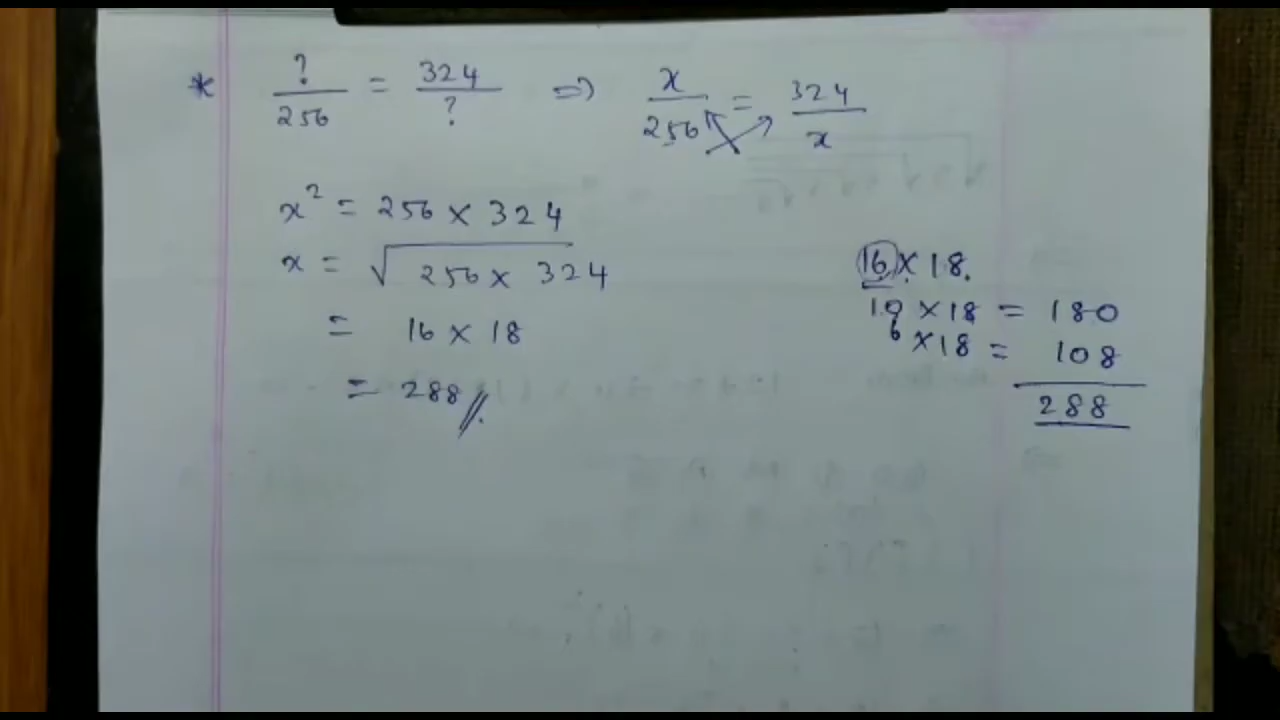 * ?/256 = 324/? => x/256 = 324/x
x² = 256 × 324
x = √256 × 324
= 16 × 18
= 288 //.
16 × 18.
10 × 18 = 180
6 × 18 = 108
288